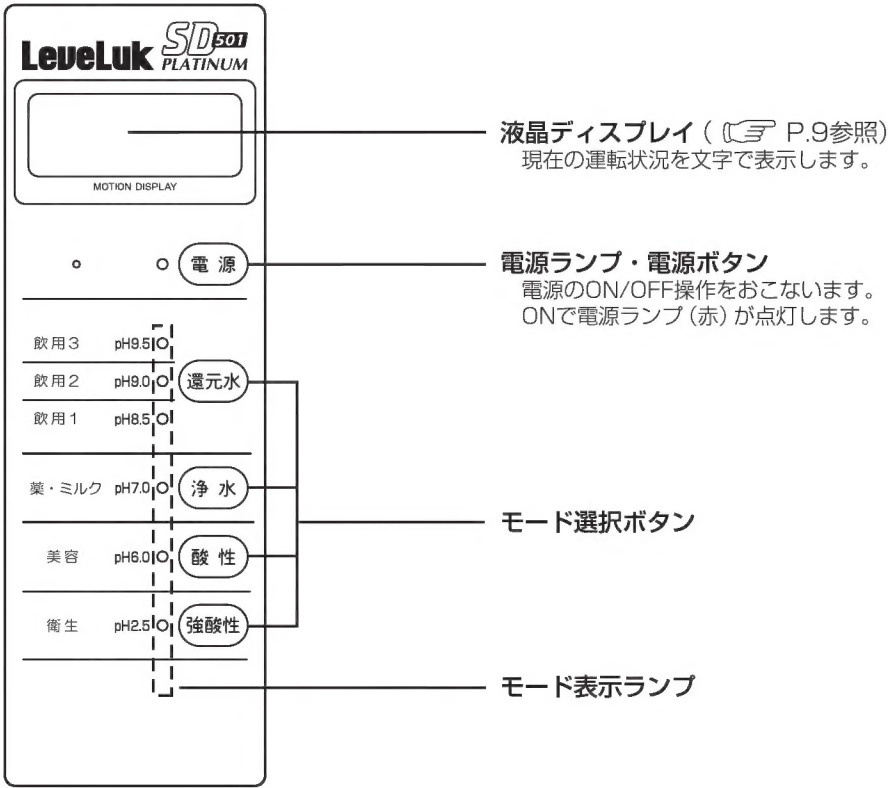 LeveLuk SD501
PLATINUM
MOTION DISPLAY
電源
飲用3 pH9.5
飲用2 pH9.0 還元水
飲用1 pH8.5
薬・ミルク pH7.0 浄水
美容 pH6.0 酸性
衛生 pH2.5 強酸性
液晶ディスプレイ(☞ P.9参照)
現在の運転状況を文字で表示します。
電源ランプ・電源ボタン
電源のON/OFF操作をおこないます。
ONで電源ランプ(赤)が点灯します。
モード選択ボタン
モード表示ランプ